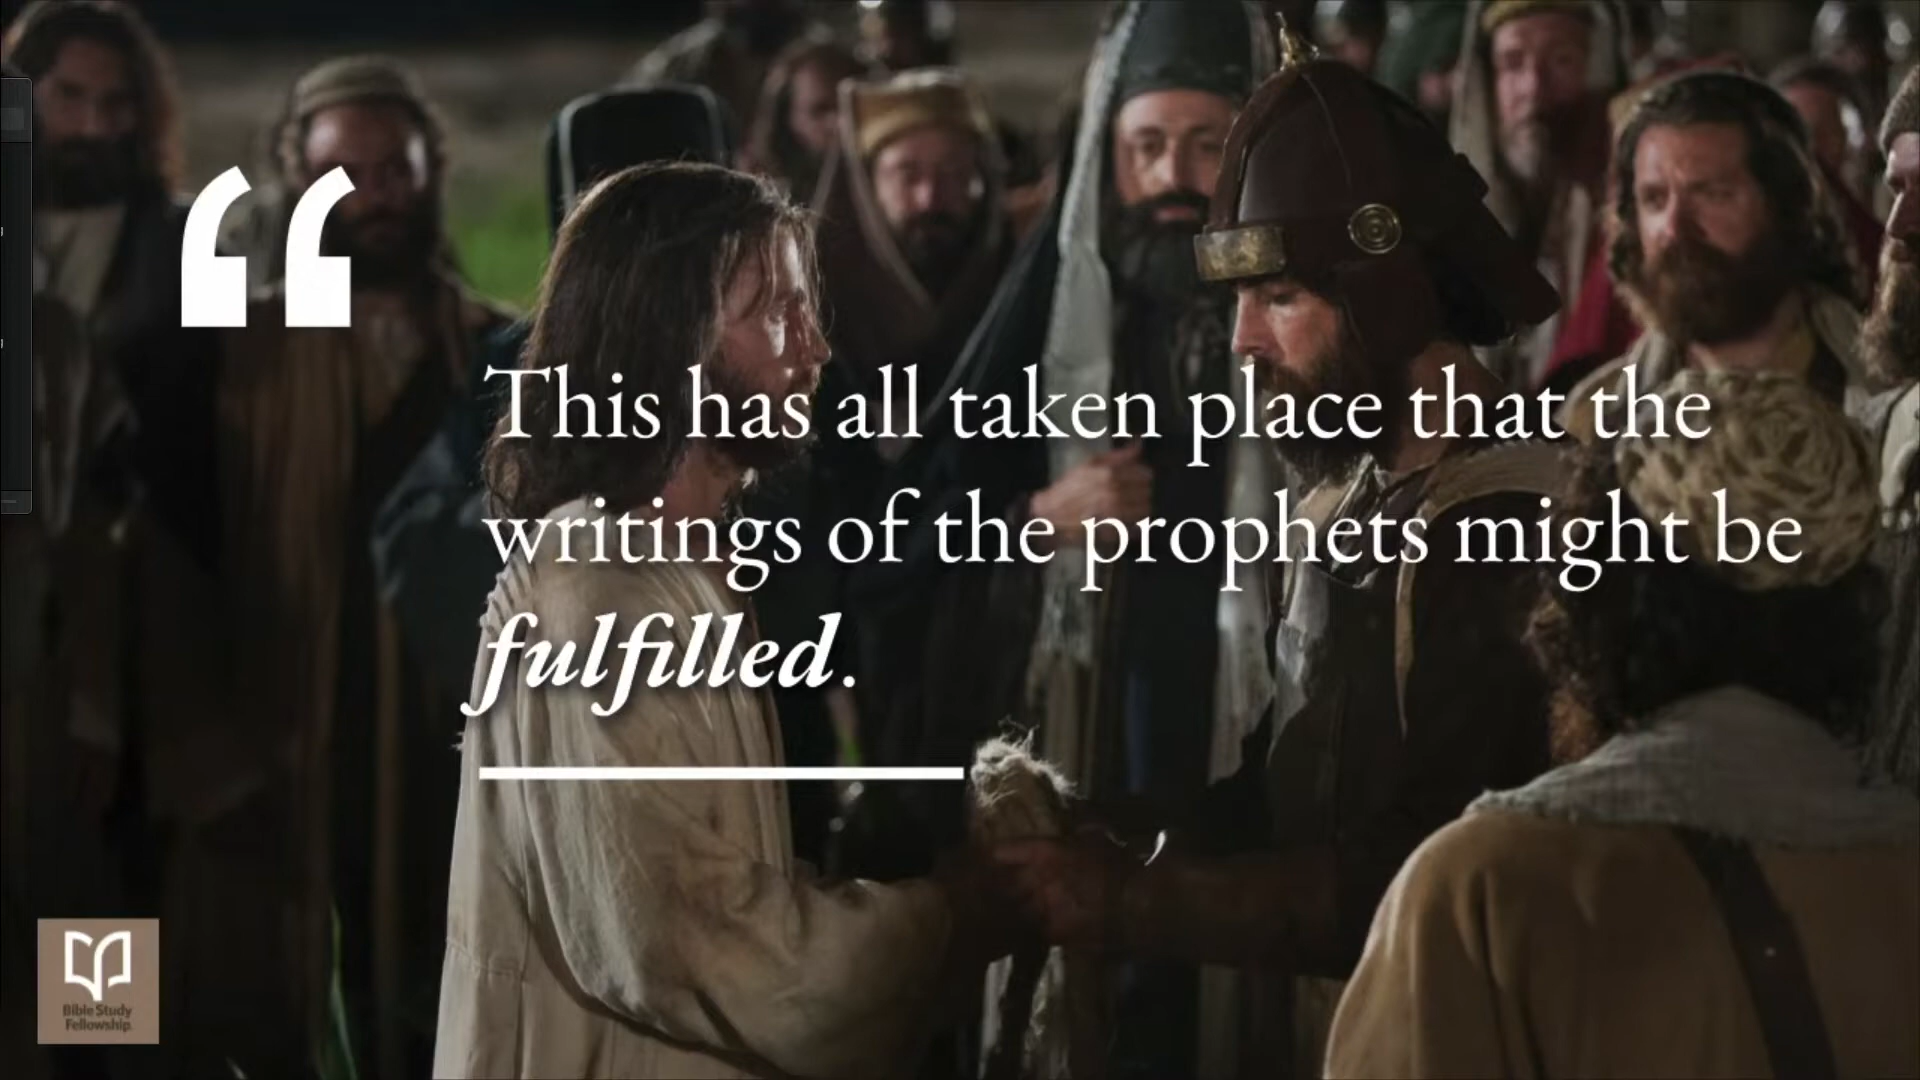 “
This has all taken place that the
writings of the prophets might be
fulfilled.
Bible Study
Fellowship